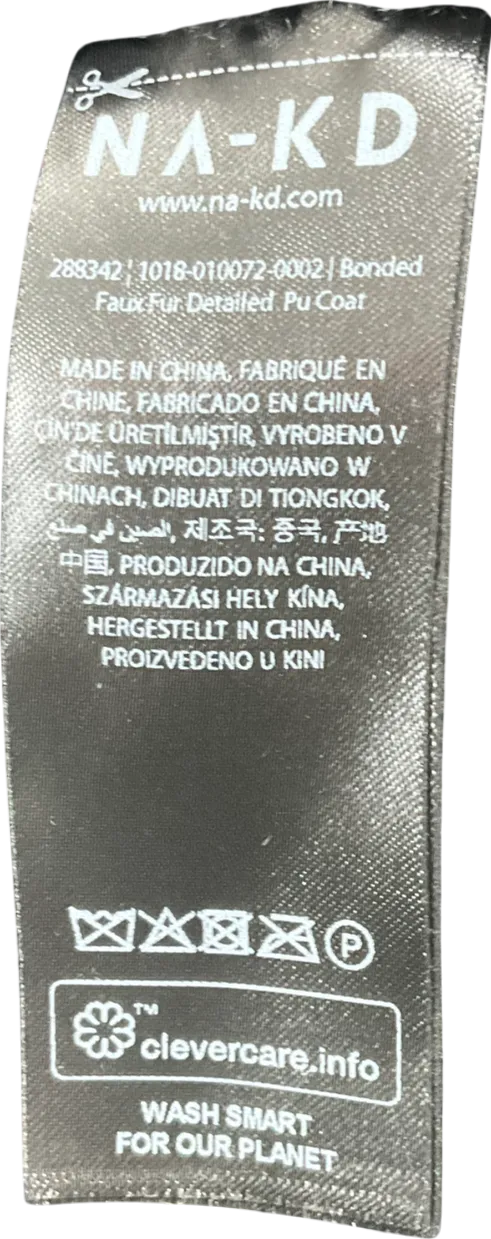 NA-KD
www.na-kd.com
288342 | 1018-010072-0002 | Bonded
Faux Fur Detailed Pu Coat
MADE IN CHINA, FABRIQUÉ EN
CHINE, FABRICADO EN CHINA,
ÇIN'DE ÜRETİLMİŞTİR, VYROBENO V
ČÍNĚ, WYPRODUKOWANO W
CHINACH, DIBUAT DI TIONGKOK,
صنع في الصين, 제조국: 중국, 产地
中国, PRODUZIDO NA CHINA,
SZÁRMAZÁSI HELY KÍNA,
HERGESTELLT IN CHINA,
PROIZVEDENO U KINI
P
TM
clevercare.info
WASH SMART
FOR OUR PLANET